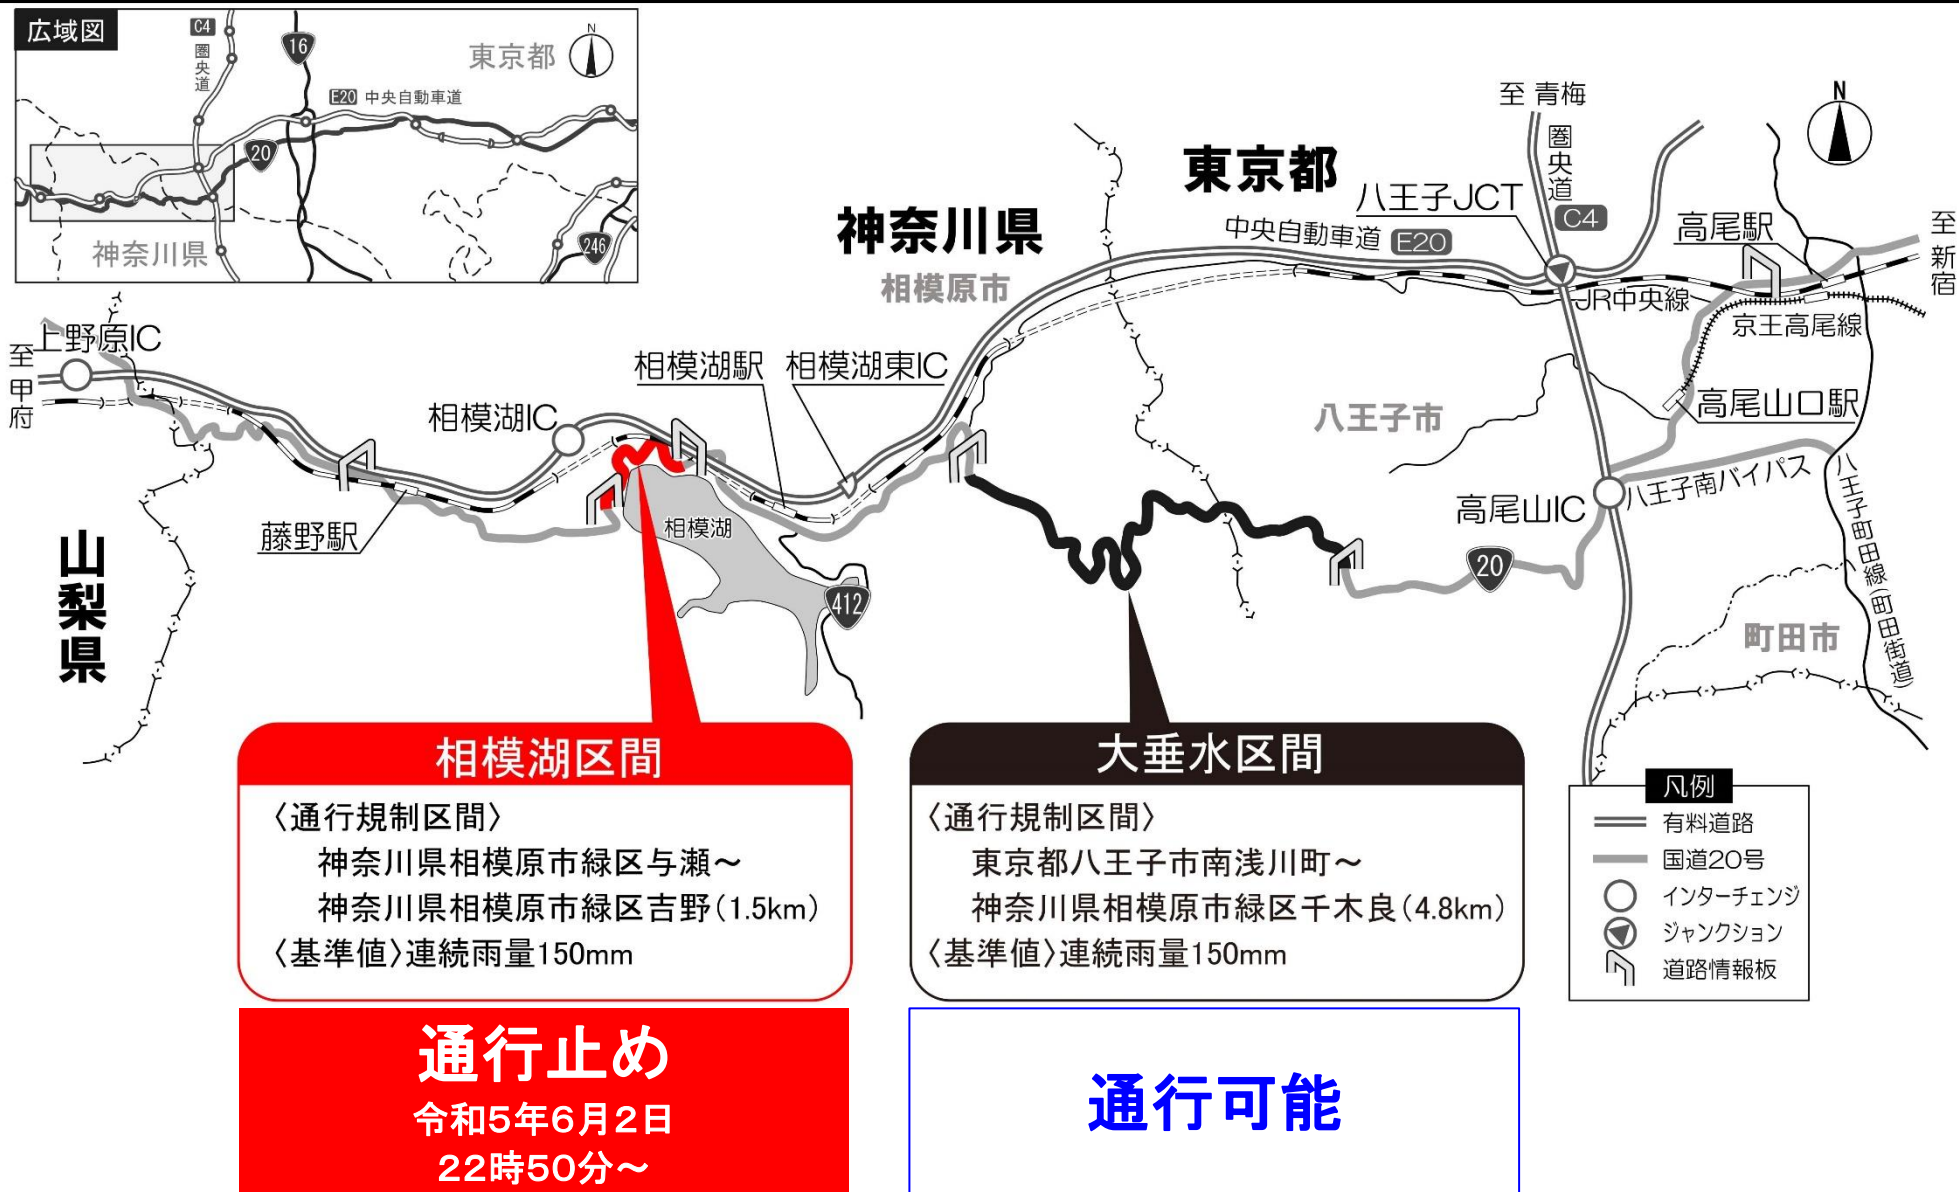 広域図
C4
圏央道
16
東京都
N
E20 中央自動車道
20
神奈川県
246
至 青梅
圏央道
C4
N
東京都
八王子JCT
神奈川県
中央自動車道 E20
高尾駅
至 新宿
相模原市
JR中央線
京王高尾線
上野原IC
至 甲府
相模湖駅
相模湖東IC
高尾山口駅
相模湖IC
八王子市
八王子南バイパス
八王子町田線(町田街道)
高尾山IC
藤野駅
相模湖
20
山梨県
412
町田市
相模湖区間
〈通行規制区間〉
神奈川県相模原市緑区与瀬～
神奈川県相模原市緑区吉野(1.5km)
〈基準値〉連続雨量150mm
大垂水区間
〈通行規制区間〉
東京都八王子市南浅川町～
神奈川県相模原市緑区千木良(4.8km)
〈基準値〉連続雨量150mm
凡例
有料道路
国道20号
インターチェンジ
ジャンクション
道路情報板
通行止め
令和5年6月2日
22時50分～
通行可能